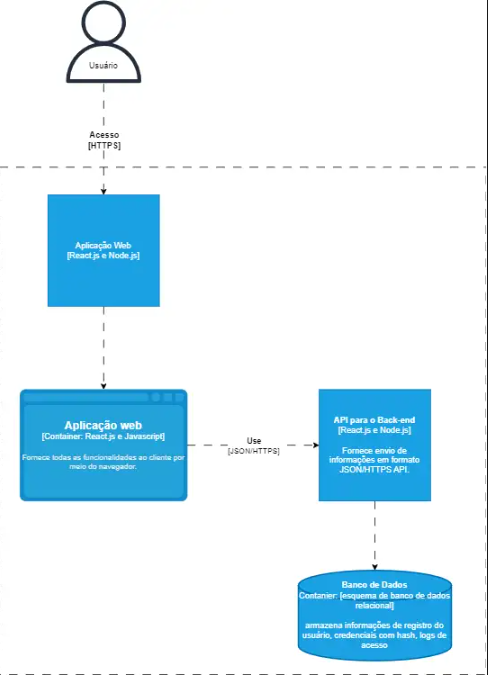 Usuário
Acesso
[HTTPS]
Aplicação Web
[React.js e Node.js]
Aplicação web
[Container: React.js e Javascript]
Fornece todas as funcionalidades ao cliente por
meio do navegador.
Use
[JSON/HTTPS]
API para o Back-end
[React.js e Node.js]
Fornece envio de
informações em formato
JSON/HTTPS API.
Banco de Dados
Contanier: [esquema de banco de dados
relacional]
armazena informações de registro do
usuário, credenciais com hash, logs de
acesso